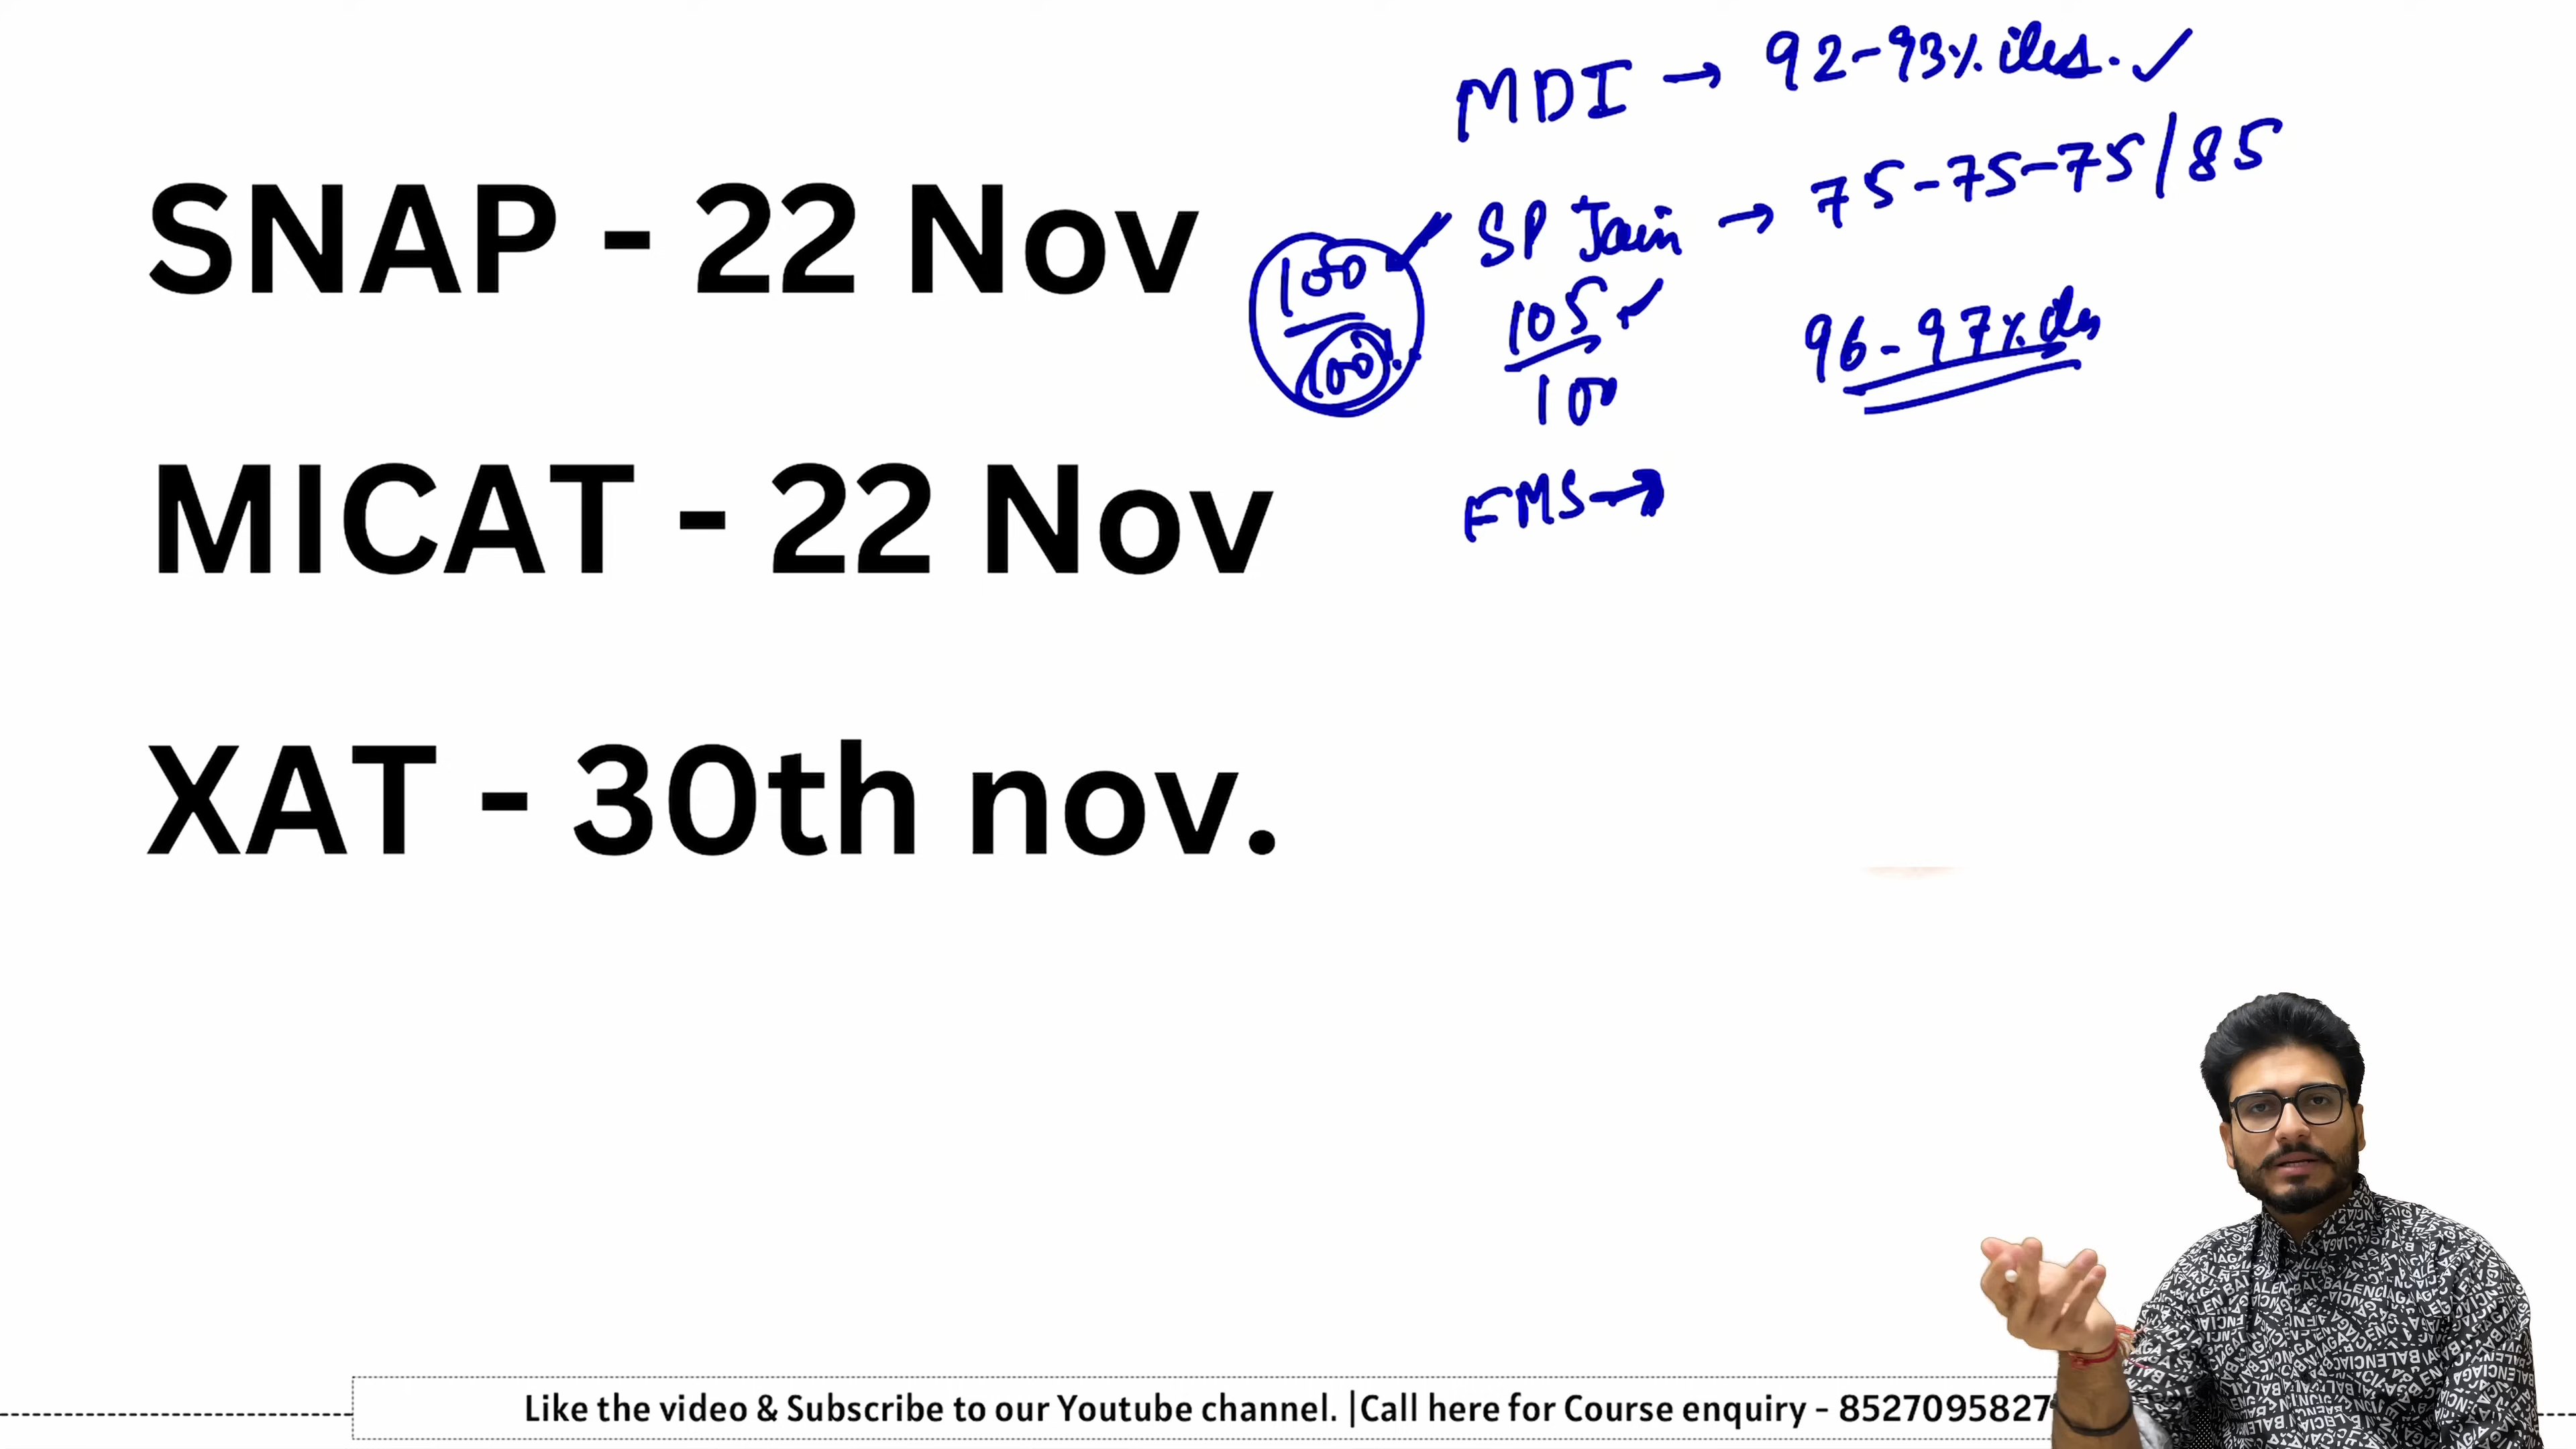 SNAP - 22 Nov
MICAT - 22 Nov
XAT - 30th nov.
MDI → 92-93%iles. ✓
SP Jain → 75-75-75/85
100/100
105/100
96-97%iles
FMS →
Like the video & Subscribe to our Youtube channel. |Call here for Course enquiry - 8527095827